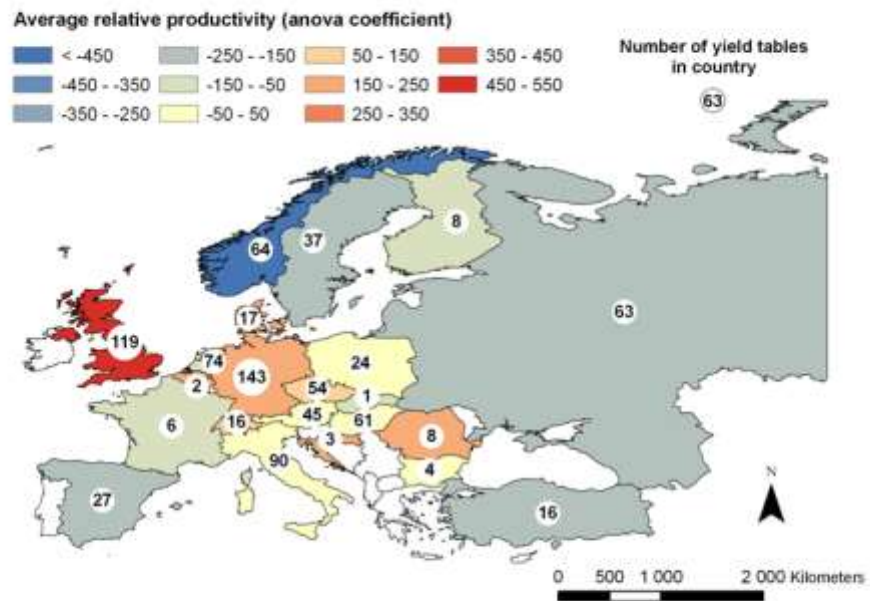 Average relative productivity (anova coefficient)
< -450
-250 - -150
50 - 150
350 - 450
-450 - -350
-150 - -50
150 - 250
450 - 550
-350 - -250
-50 - 50
250 - 350
Number of yield tables
in country
63
8
37
64
63
17
119
74
24
143
2
54
1
45
61
6
16
3
8
90
4
27
16
N
0 500 1 000 2 000 Kilometers